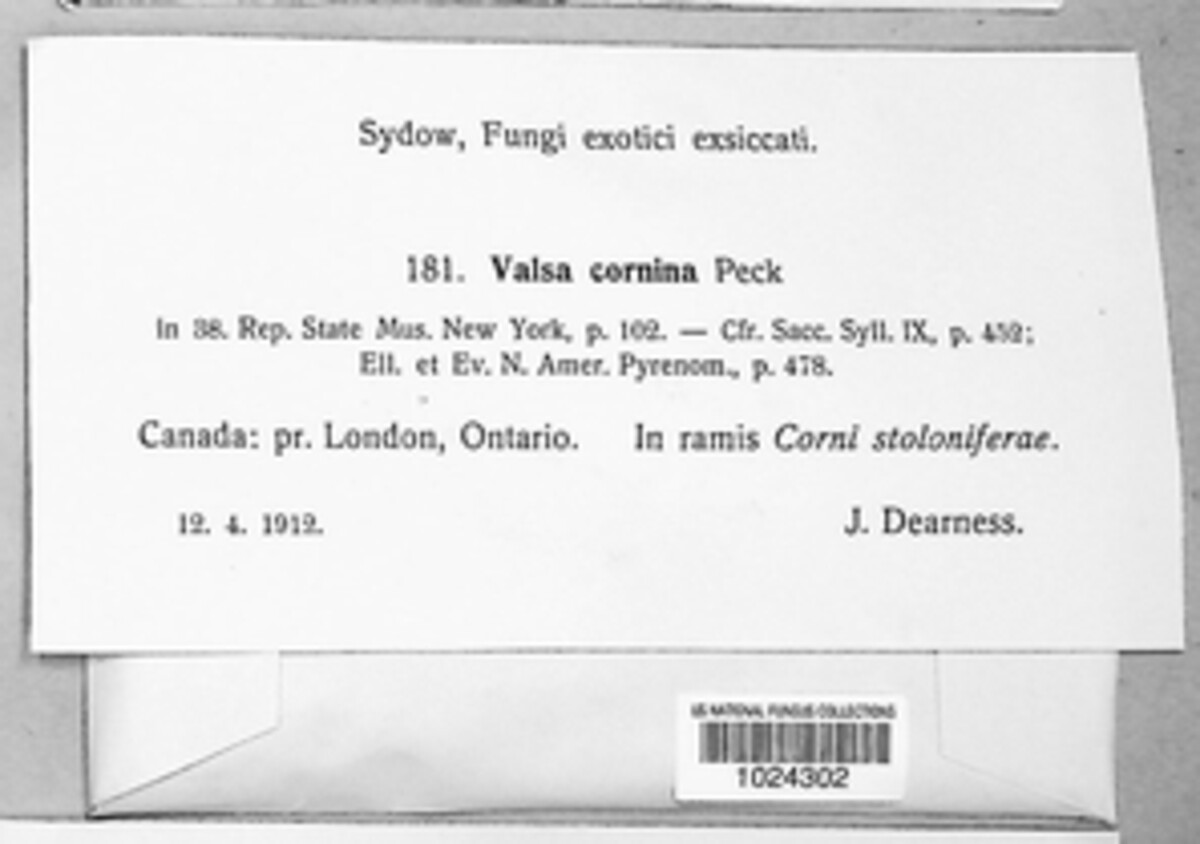 Sydow, Fungi exotici exsiccati.
181. Valsa cornina Peck
In 38. Rep. State Mus. New York, p. 102. — Cfr. Sacc. Syll. IX, p. 452;
Ell. et Ev. N. Amer. Pyrenom., p. 478.
Canada: pr. London, Ontario. In ramis Corni stoloniferae.
12. 4. 1912. J. Dearness.
US NATIONAL FUNGUS COLLECTIONS
1024302